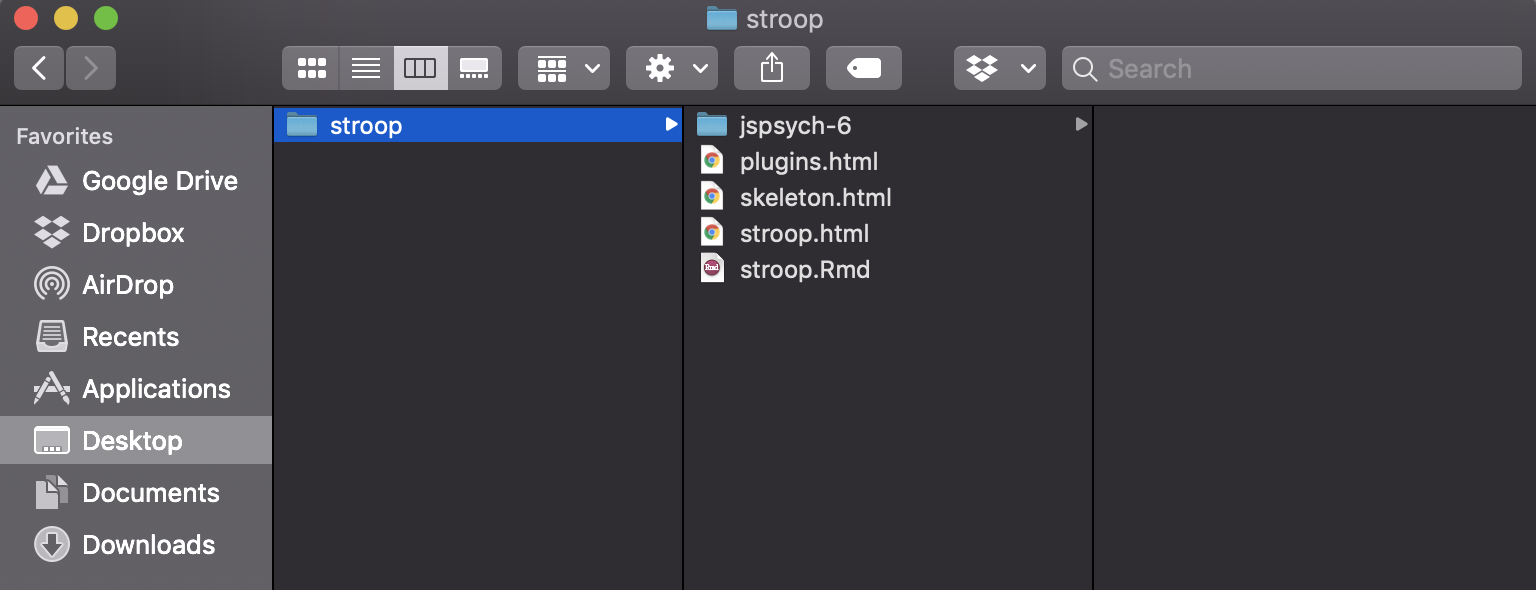 stroop
Search
Favorites
Google Drive
Dropbox
AirDrop
Recents
Applications
Desktop
Documents
Downloads
stroop
jspsych-6
plugins.html
skeleton.html
stroop.html
stroop.Rmd
Rmd